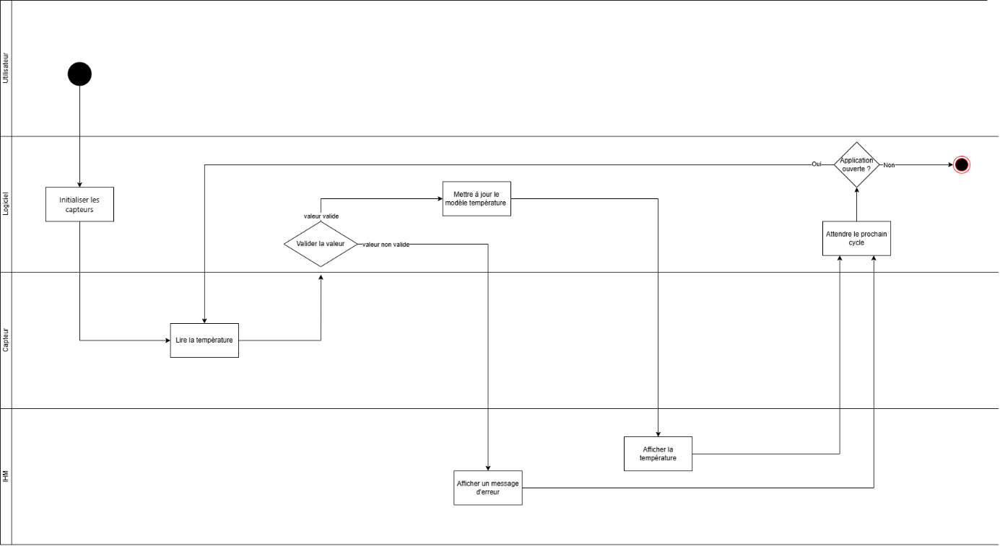 Utilisateur
Logiciel
Capteur
IHM
Initialiser les
capteurs
Lire la température
Valider la valeur
valeur valide
valeur non valide
Mettre à jour le
modèle température
Afficher un message
d'erreur
Afficher la
température
Attendre le prochain
cycle
Application
ouverte ?
Oui
Non